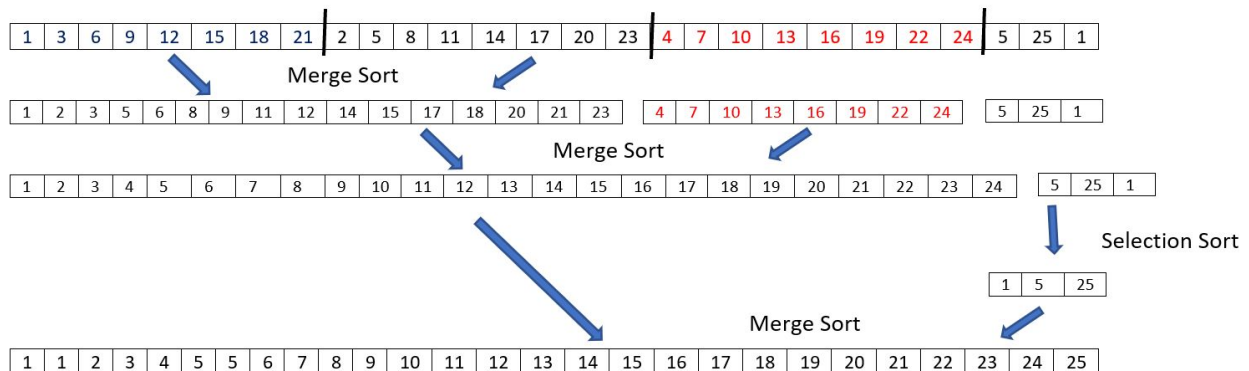 1 3 6 9 12 15 18 21 2 5 8 11 14 17 20 23 4 7 10 13 16 19 22 24 5 25 1
Merge Sort
1 2 3 5 6 8 9 11 12 14 15 17 18 20 21 23 4 7 10 13 16 19 22 24 5 25 1
Merge Sort
1 2 3 4 5 6 7 8 9 10 11 12 13 14 15 16 17 18 19 20 21 22 23 24 5 25 1
Selection Sort
1 5 25
Merge Sort
1 1 2 3 4 5 5 6 7 8 9 10 11 12 13 14 15 16 17 18 19 20 21 22 23 24 25